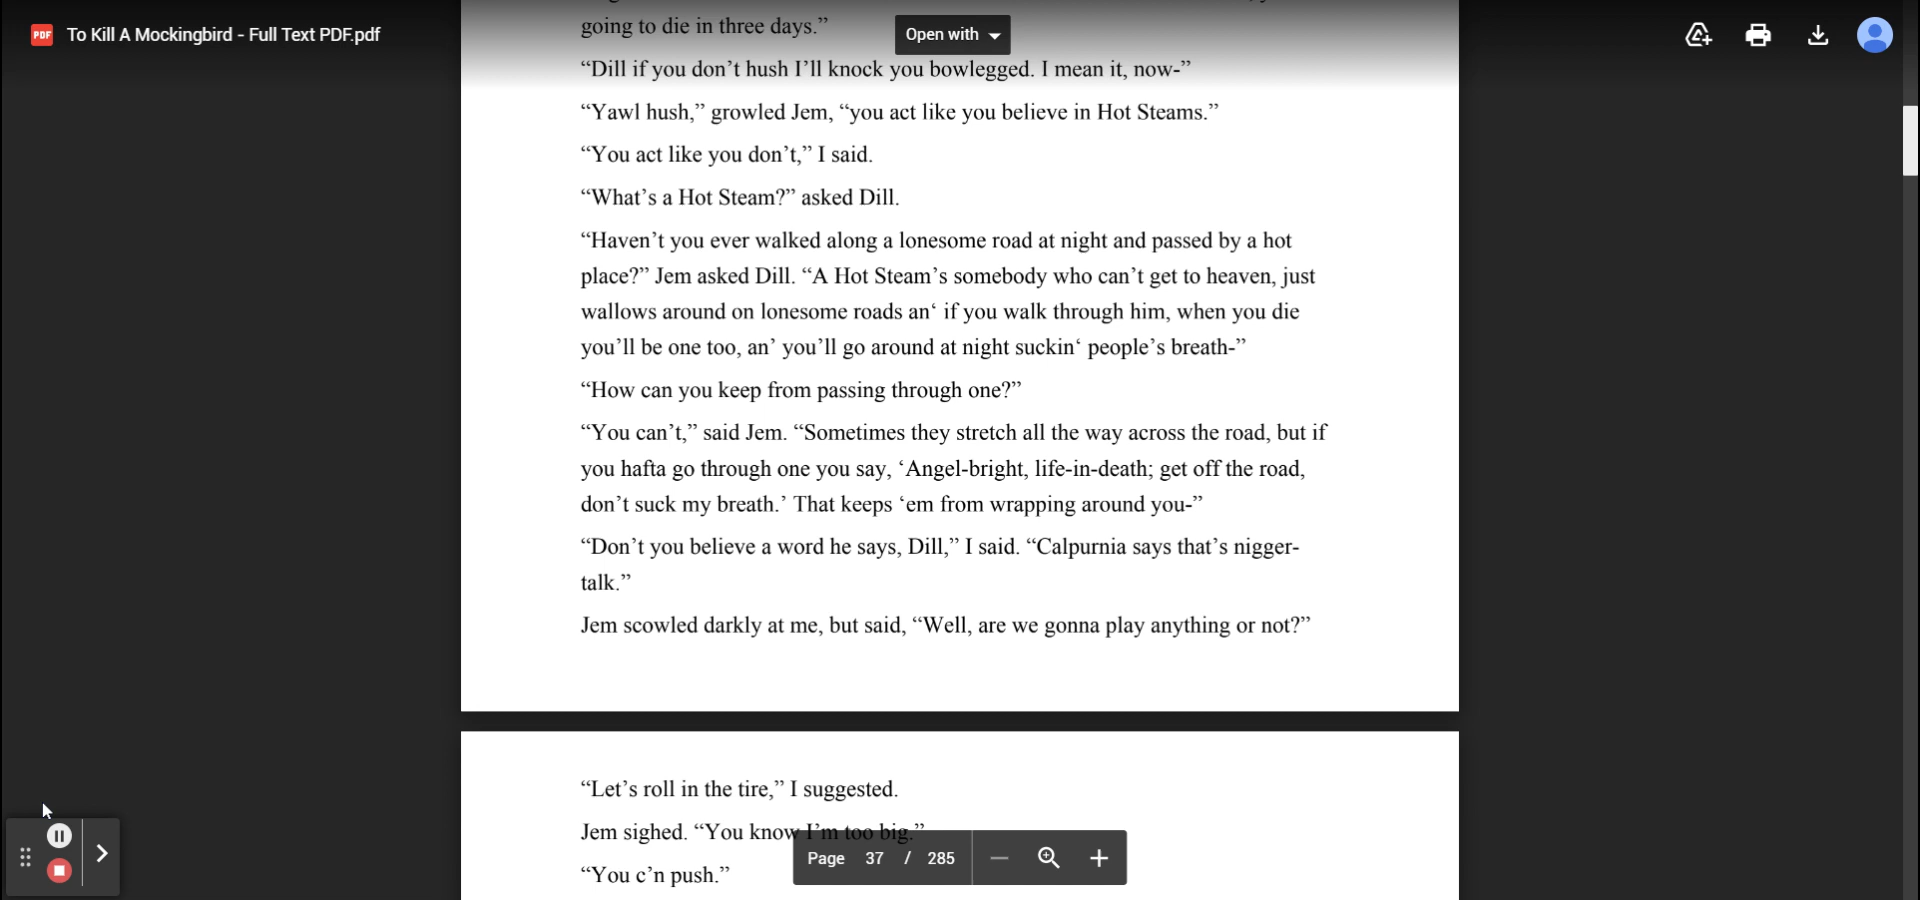 To Kill A Mockingbird - Full Text PDF.pdf
Open with
going to die in three days.”
“Dill if you don’t hush I’ll knock you bowlegged. I mean it, now-”
“Yawl hush,” growled Jem, “you act like you believe in Hot Steams.”
“You act like you don’t,” I said.
“What’s a Hot Steam?” asked Dill.
“Haven’t you ever walked along a lonesome road at night and passed by a hot
place?” Jem asked Dill. “A Hot Steam’s somebody who can’t get to heaven, just
wallows around on lonesome roads an‘ if you walk through him, when you die
you’ll be one too, an’ you’ll go around at night suckin‘ people’s breath-”
“How can you keep from passing through one?”
“You can’t,” said Jem. “Sometimes they stretch all the way across the road, but if
you hafta go through one you say, ‘Angel-bright, life-in-death; get off the road,
don’t suck my breath.’ That keeps ‘em from wrapping around you-”
“Don’t you believe a word he says, Dill,” I said. “Calpurnia says that’s nigger-
talk.”
Jem scowled darkly at me, but said, “Well, are we gonna play anything or not?”
“Let’s roll in the tire,” I suggested.
Jem sighed. “You know I’m too big.”
“You c’n push.”
Page 37 / 285